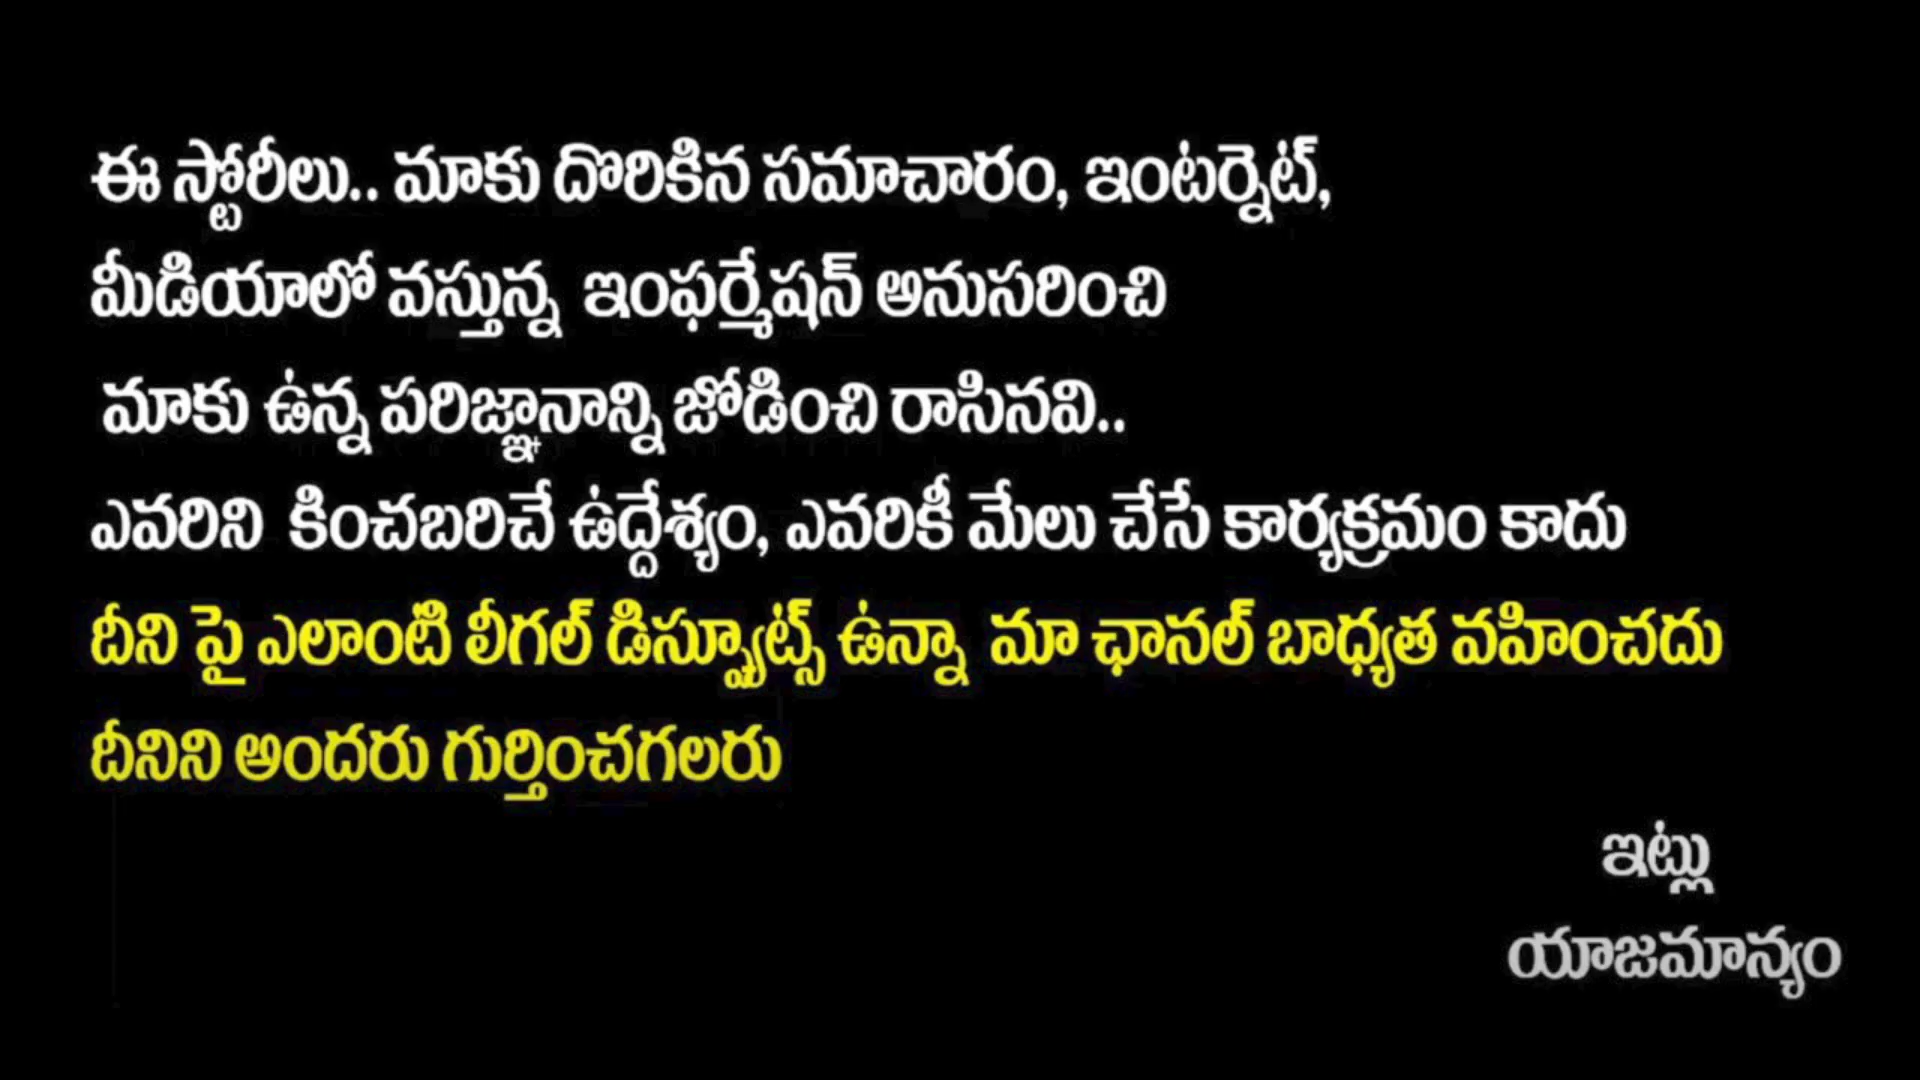 ఈ స్టోరీలు.. మాకు దొరికిన సమాచారం, ఇంటర్నెట్,
మీడియాలో వస్తున్న ఇంఫర్మేషన్ అనుసరించి
మాకు ఉన్న పరిజ్ఞానాన్ని జోడించి రాసినవి..
ఎవరిని కించబరిచే ఉద్దేశ్యం, ఎవరికీ మేలు చేసే కార్యక్రమం కాదు
దీని పై ఎలాంటి లీగల్ డిస్ప్యూట్స్ ఉన్నా మా ఛానల్ బాధ్యత వహించదు
దీనిని అందరు గుర్తించగలరు
ఇట్లు
యాజమాన్యం